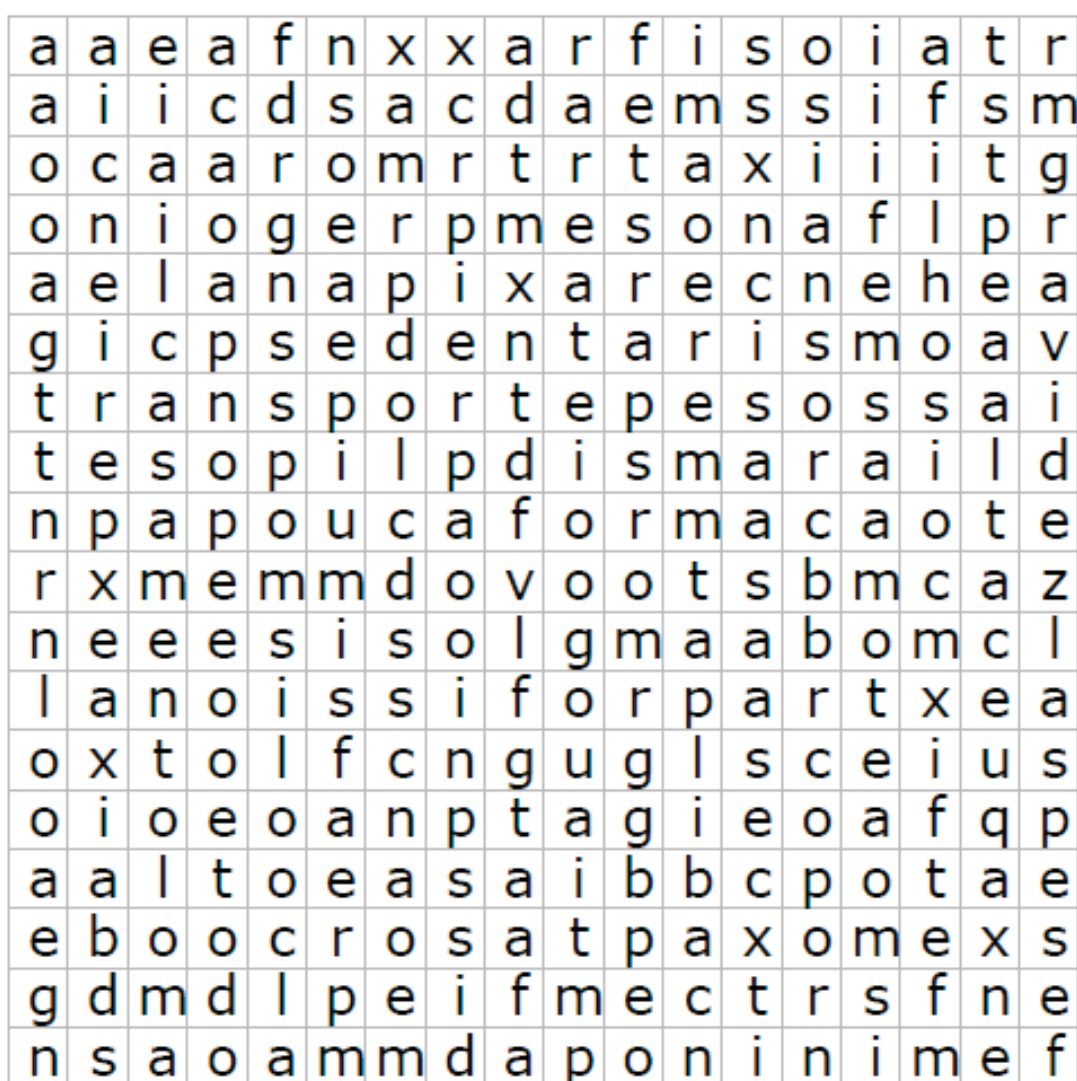 a a e a f n x x a r f i s o i a t r
a i i c d s a c d a e m s s i f s m
o c a a r o m r t r t a x i i i t g
o n i o g e r p m e s o n a f l p r
a e l a n a p i x a r e c n e h e a
g i c p s e d e n t a r i s m o a v
t r a n s p o r t e p e s o s s a i
t e s o p i l p d i s m a r a i l d
n p a p o u c a f o r m a c a o t e
r x m e m m d o v o o t s b m c a z
n e e e s i s o l g m a a b o m c l
l a n o i s s i f o r p a r t x e a
o x t o l f c n g u g l s c e i u s
o i o e o a n p t a g i e o a f q p
a a l t o e a s a i b b c p o t a e
e b o o c r o s a t p a x o m e x s
g d m d l p e i f m e c t r s f n e
n s a o a m m d a p o n i n i m e f